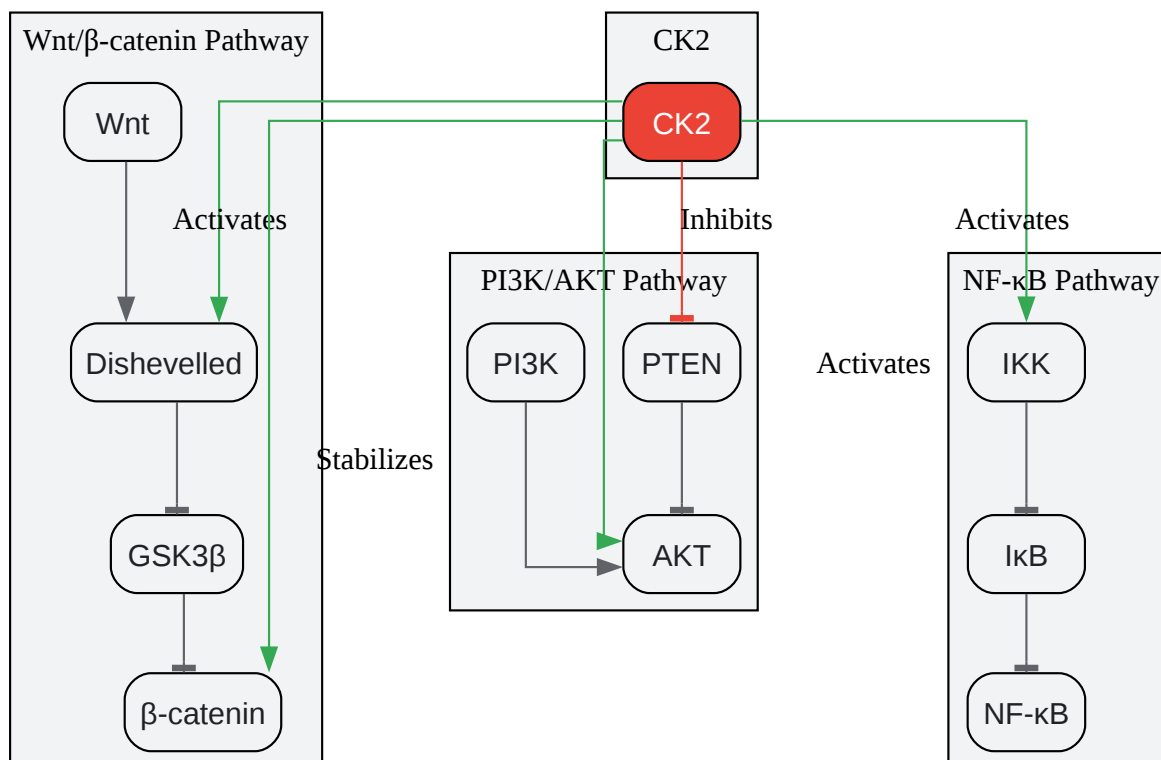 Wnt/β-catenin Pathway
CK2
Wnt
CK2
Activates
Inhibits
Activates
PI3K/AKT Pathway
NF-κB Pathway
Dishevelled
PI3K
PTEN
Activates
IKK
Stabilizes
GSK3β
AKT
IκB
β-catenin
NF-κB